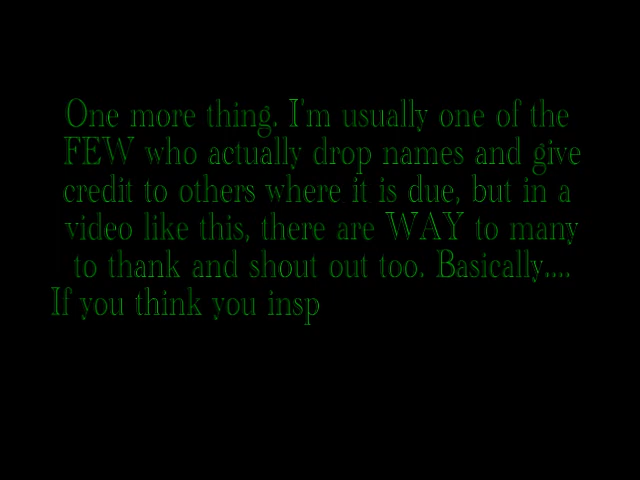 One more thing. I'm usually one of the
FEW who actually drop names and give
credit to others where it is due, but in a
video like this, there are WAY to many
to thank and shout out too. Basically....
If you think you insp